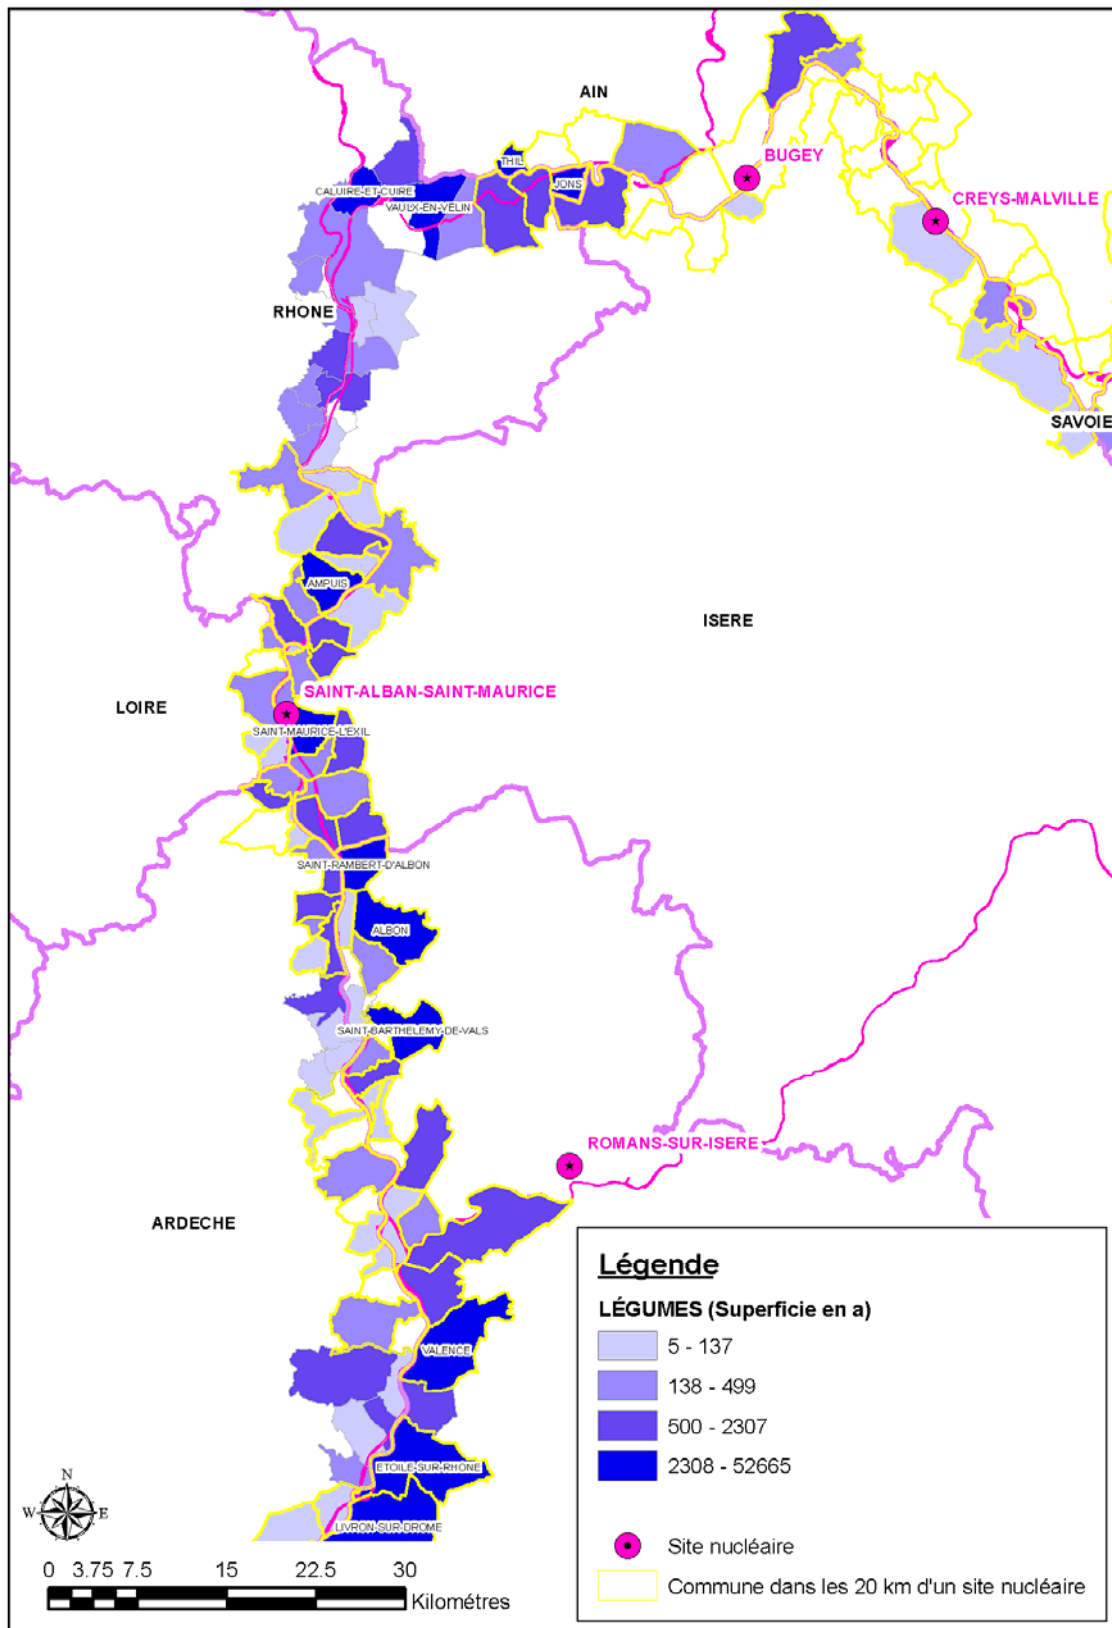 AIN
BUGEY
THIL
JONS
CALUIRE-ET-CUIRE
VAULX-EN-VELIN
CREYS-MALVILLE
RHONE
SAVOIE
AMPUIS
ISERE
SAINT-ALBAN-SAINT-MAURICE
LOIRE
SAINT-MAURICE-L'EXIL
SAINT-RAMBERT-D'ALBON
ALBON
SAINT-BARTHELEMY-DE-VALS
ROMANS-SUR-ISERE
ARDECHE
VALENCE
ETOILE-SUR-RHONE
LIVRON-SUR-DROME
Légende
LÉGUMES (Superficie en a)
5 - 137
138 - 499
500 - 2307
2308 - 52665
Site nucléaire
Commune dans les 20 km d'un site nucléaire
N
W E
S
0 3.75 7.5 15 22.5 30
Kilométres